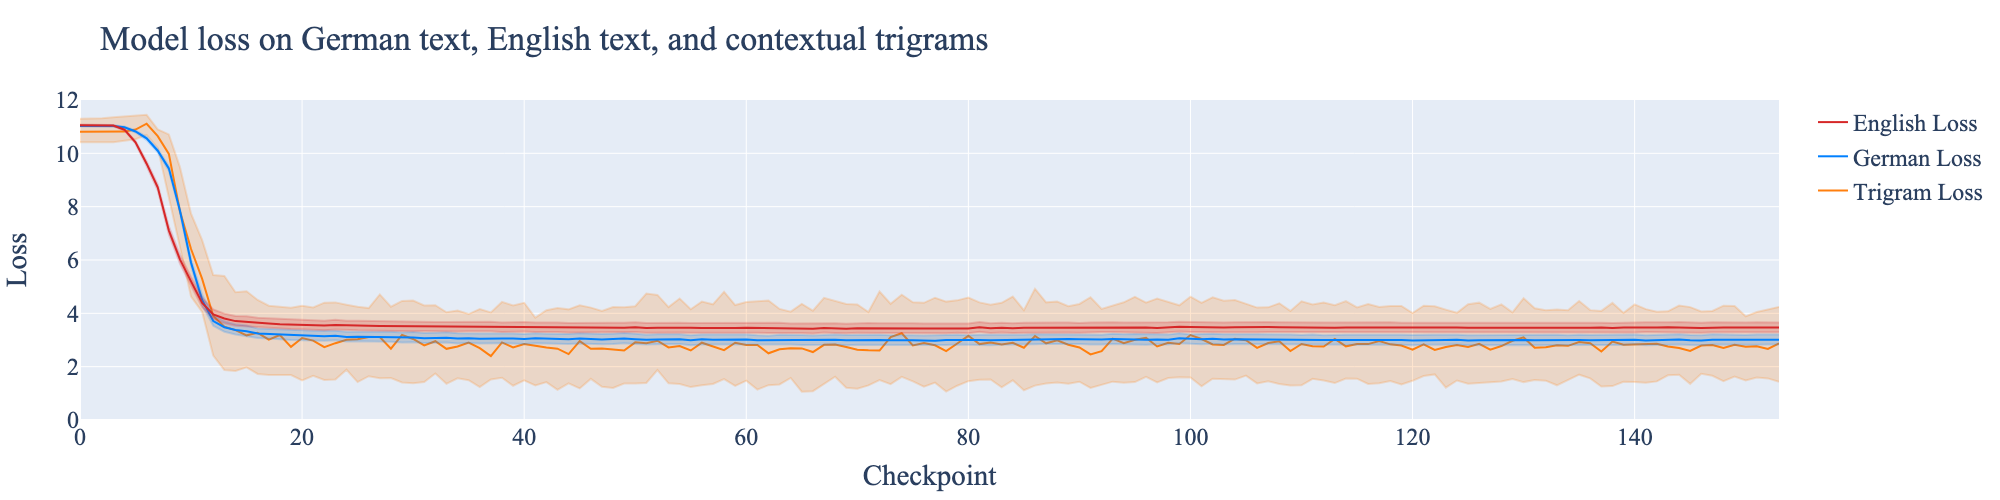 Model loss on German text, English text, and contextual trigrams
12
10
8
6
4
2
0
Loss
0 20 40 60 80 100 120 140
Checkpoint
English Loss
German Loss
Trigram Loss